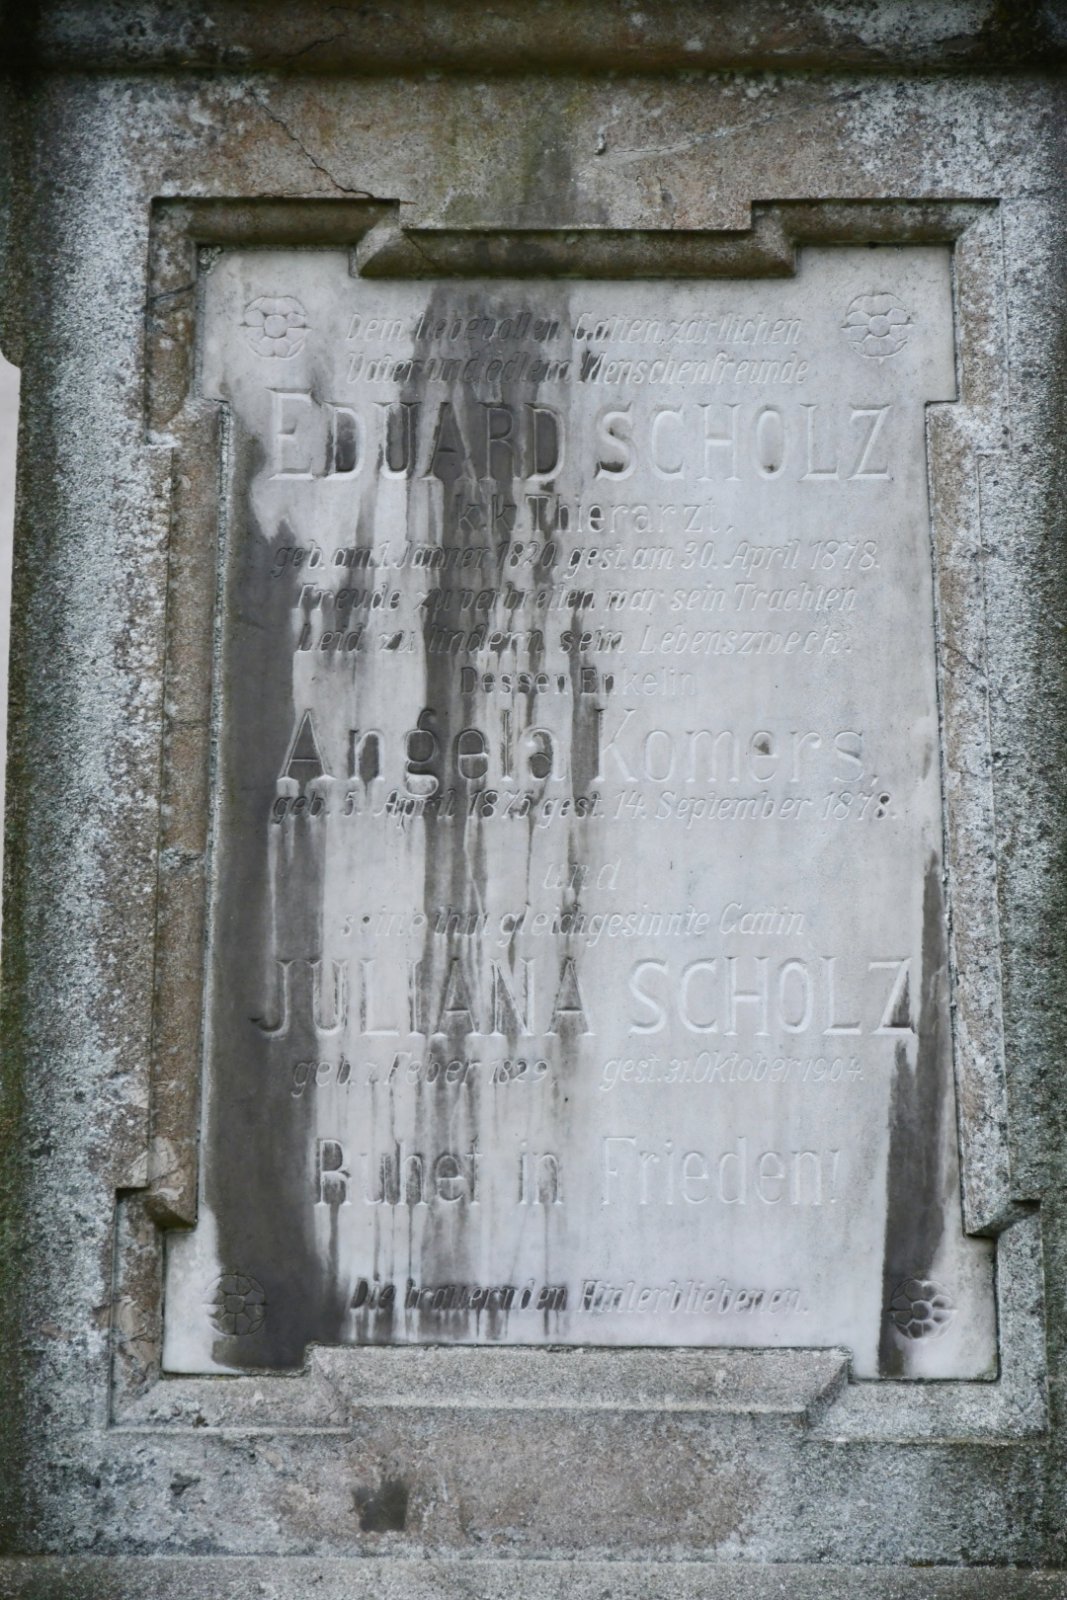 Dem liebevollen Gatten, zärtlichen
Vater und edlem Menschenfreunde
EDUARD SCHOLZ
k.k. Thierarzt,
geb. am 1. Jänner 1820. gest. am 30. April 1878.
Freude zu verbreiten war sein Trachten
Leid zu lindern sein Lebenszweck.
Dessen Enkelin
Angela Komers,
geb. 5. April 1875 gest. 14. September 1878.
und
seine ihm gleichgesinnte Gattin
JULIANA SCHOLZ
geb. 7. Feber 1829 gest. 31. Oktober 1904.
Ruhet in Frieden!
Die trauernden Hinterbliebenen.